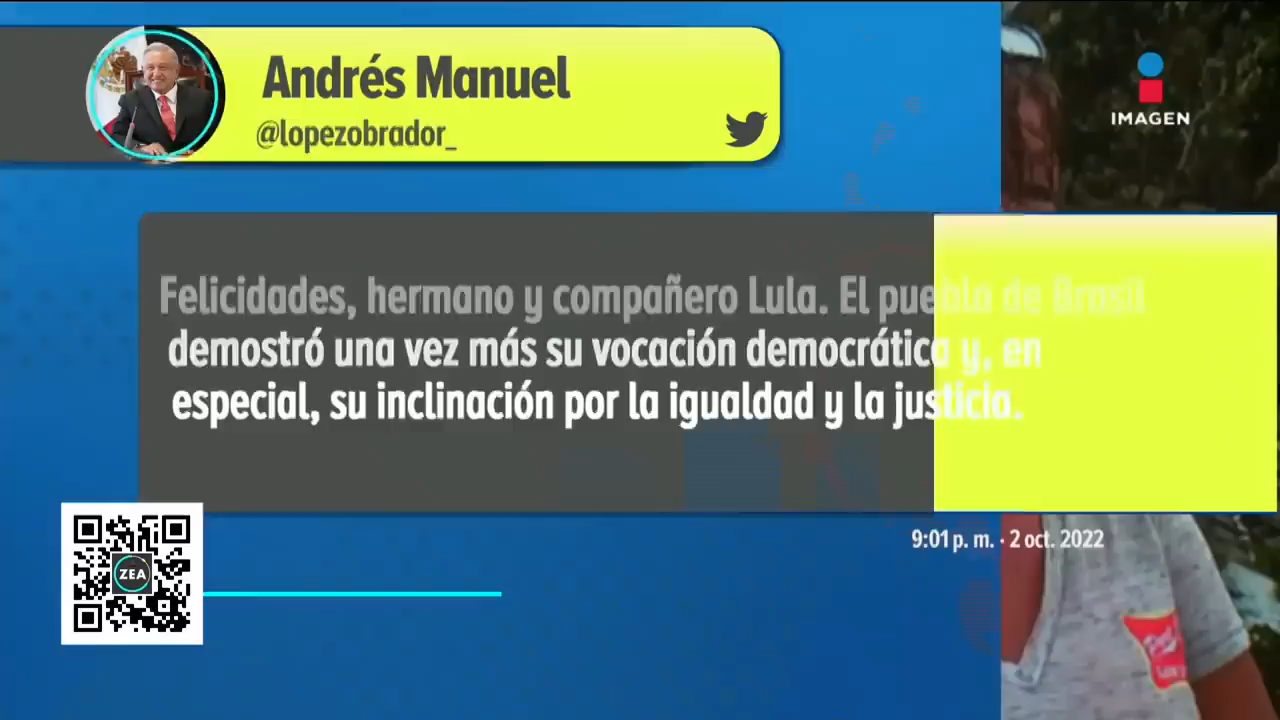 Andrés Manuel
@lopezobrador_
IMAGEN
Felicidades, hermano y compañero Lula. El pueblo de Brasil
demostró una vez más su vocación democrática y, en
especial, su inclinación por la igualdad y la justicia.
9:01 p. m. · 2 oct. 2022
ZEA